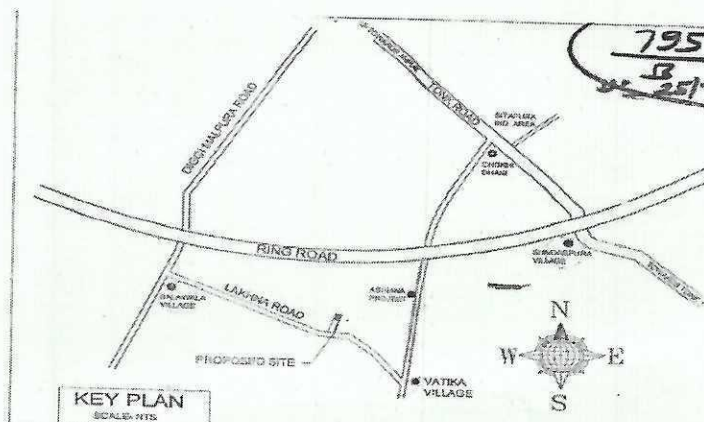 795
B
25/
DIGGI MALPURA ROAD
TONK ROAD
SITAPURA
IND. AREA
CHOKHI
DHANI
RING ROAD
VILLAGE
BALAWALA
VILLAGE
LAKHNA ROAD
ASHIANA
PROJECT
PROPOSED SITE
VATIKA
VILLAGE
N
W
E
S
KEY PLAN
SCALE: NTS